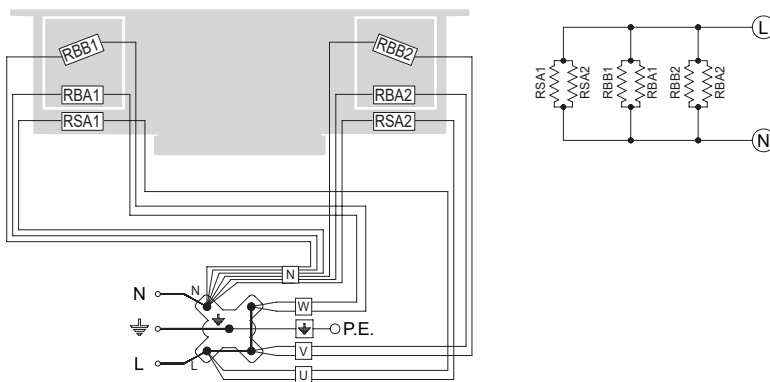 RBB1
RBB2
RBA1
RBA2
RSA1
RSA2
N
N
N
W
P.E.
V
L
L
U
L
RSA1
RSA2
RBB1
RBA1
RBB2
RBA2
N